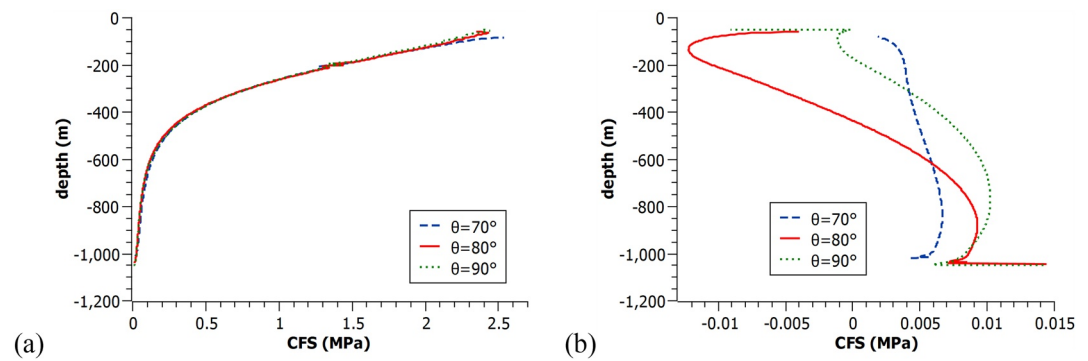 0
-200
-400
-600
-800
-1,000
-1,200
depth (m)
0
0.5
1
1.5
2
2.5
CFS (MPa)
θ=70°
θ=80°
θ=90°
(a)
0
-200
-400
-600
-800
-1,000
-1,200
depth (m)
-0.01
-0.005
0
0.005
0.01
0.015
CFS (MPa)
θ=70°
θ=80°
θ=90°
(b)